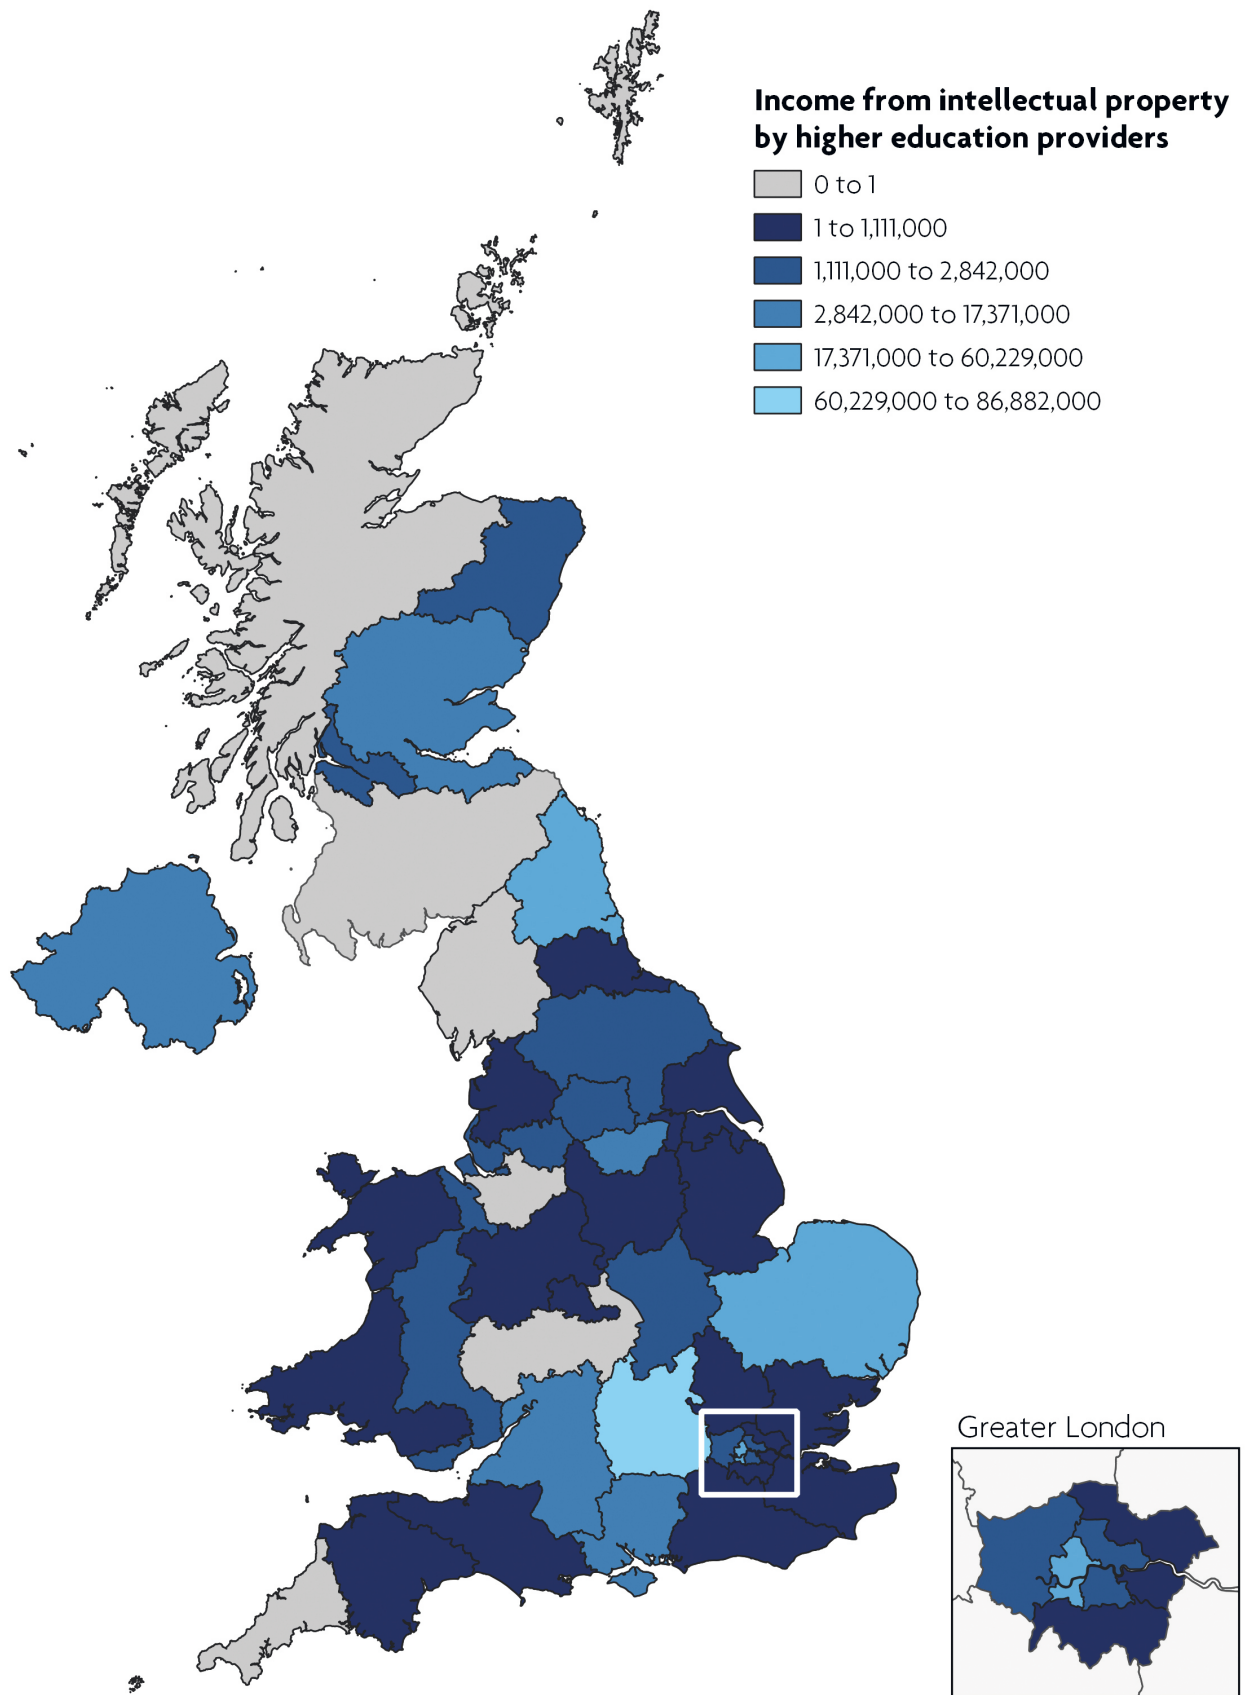 Income from intellectual property
by higher education providers
0 to 1
1 to 1,111,000
1,111,000 to 2,842,000
2,842,000 to 17,371,000
17,371,000 to 60,229,000
60,229,000 to 86,882,000
Greater London